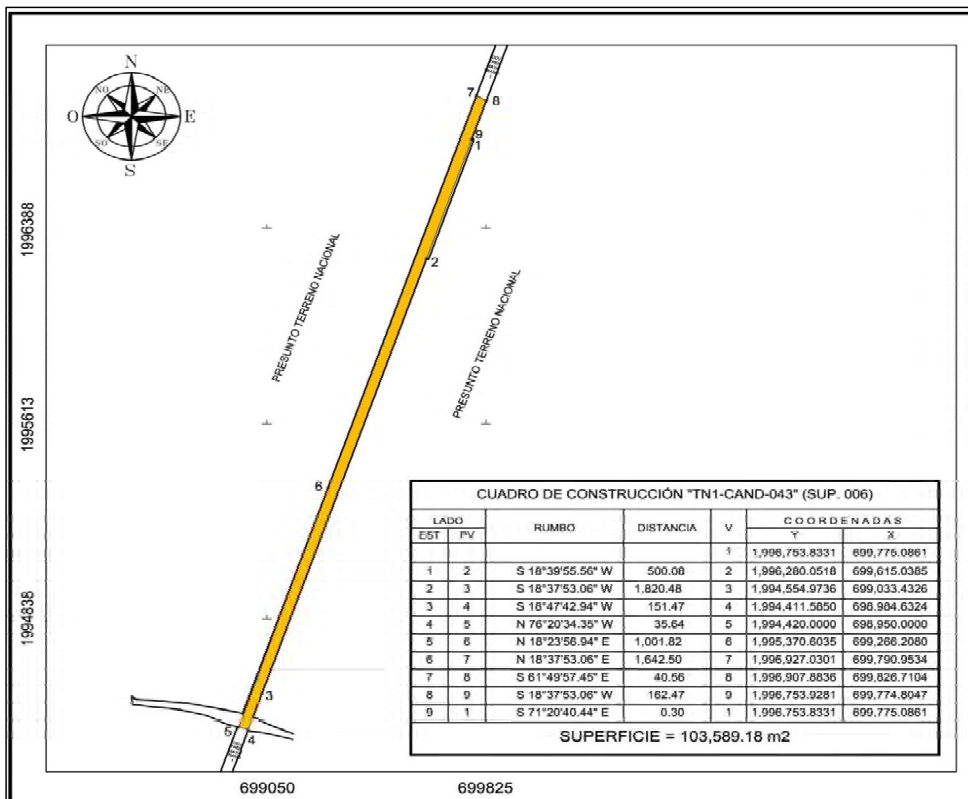 N
NO
NE
O
E
SO
SE
S
7
8
9
1
2
6
3
5
4
PRESUNTO TERRENO NACIONAL
PRESUNTO TERRENO NACIONAL
1996388
1995613
1994838
699050
699825
CUADRO DE CONSTRUCCIÓN "TN1-CAND-043" (SUP. 006)
LADO RUMBO DISTANCIA V COORDENADAS
EST PV Y X
1 1,996,753.8331 699,775.0861
1 2 S 18°39'55.56" W 500.08 2 1,996,280.0518 699,615.0385
2 3 S 18°37'53.06" W 1,820.48 3 1,994,554.9736 699,033.4326
3 4 S 18°47'42.94" W 151.47 4 1,994,411.5850 698,984.6324
4 5 N 76°20'34.35" W 35.64 5 1,994,420.0000 698,950.0000
5 6 N 18°23'56.94" E 1,001.82 6 1,995,370.6035 699,266.2080
6 7 N 18°37'53.06" E 1,642.50 7 1,996,927.0301 699,790.9534
7 8 S 61°49'57.45" E 40.56 8 1,996,907.8836 699,826.7104
8 9 S 18°37'53.06" W 162.47 9 1,996,753.9281 699,774.8047
9 1 S 71°20'40.44" E 0.30 1 1,996,753.8331 699,775.0861
SUPERFICIE = 103,589.18 m2